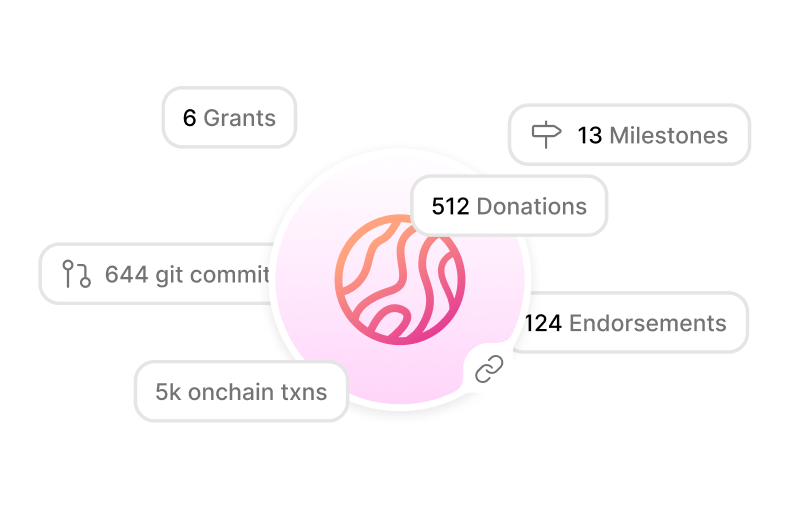 6 Grants
13 Milestones
512 Donations
644 git commit
124 Endorsements
5k onchain txns